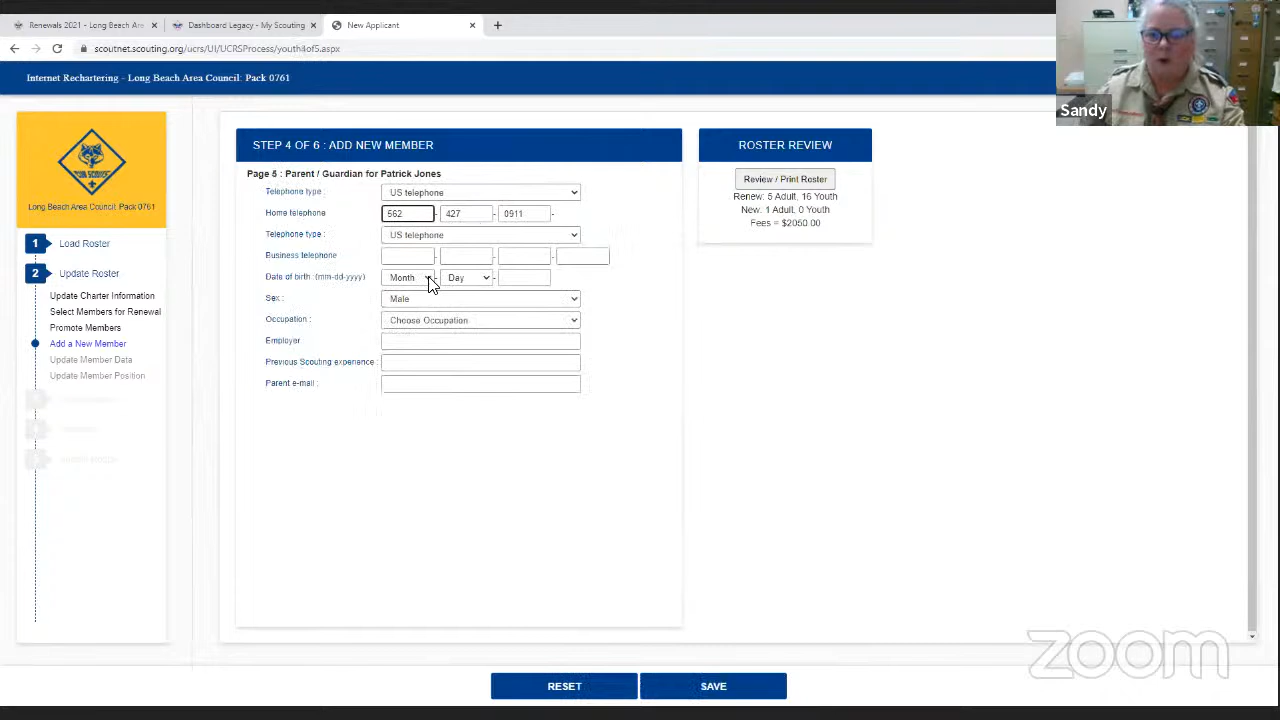 Renewals 2021 - Long Beach Are
Dashboard Legacy - My Scouting
New Applicant
scoutnet.scouting.org/ucrs/UI/UCRSProcess/youth4of5.aspx
Internet Rechartering - Long Beach Area Council: Pack 0761
Sandy
CUB SCOUTS
Long Beach Area Council: Pack 0761
1 Load Roster
2 Update Roster
Update Charter Information
Select Members for Renewal
Promote Members
Add a New Member
Update Member Data
Update Member Position
STEP 4 OF 6 : ADD NEW MEMBER
Page 5 : Parent / Guardian for Patrick Jones
Telephone type : US telephone
Home telephone 562 - 427 - 0911 -
Telephone type : US telephone
Business telephone - - -
Date of birth :(mm-dd-yyyy) Month - Day -
Sex : Male
Occupation : Choose Occupation
Employer
Previous Scouting experience
Parent e-mail :
ROSTER REVIEW
Review / Print Roster
Renew: 5 Adult, 16 Youth
New: 1 Adult, 0 Youth
Fees = $2050.00
RESET
SAVE
zoom